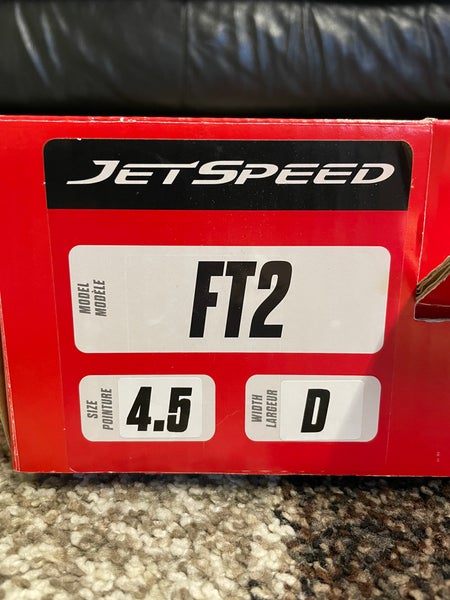 JETSPEED
MODEL
MODÈLE
FT2
SIZE
POINTURE
4.5
WIDTH
LARGEUR
D